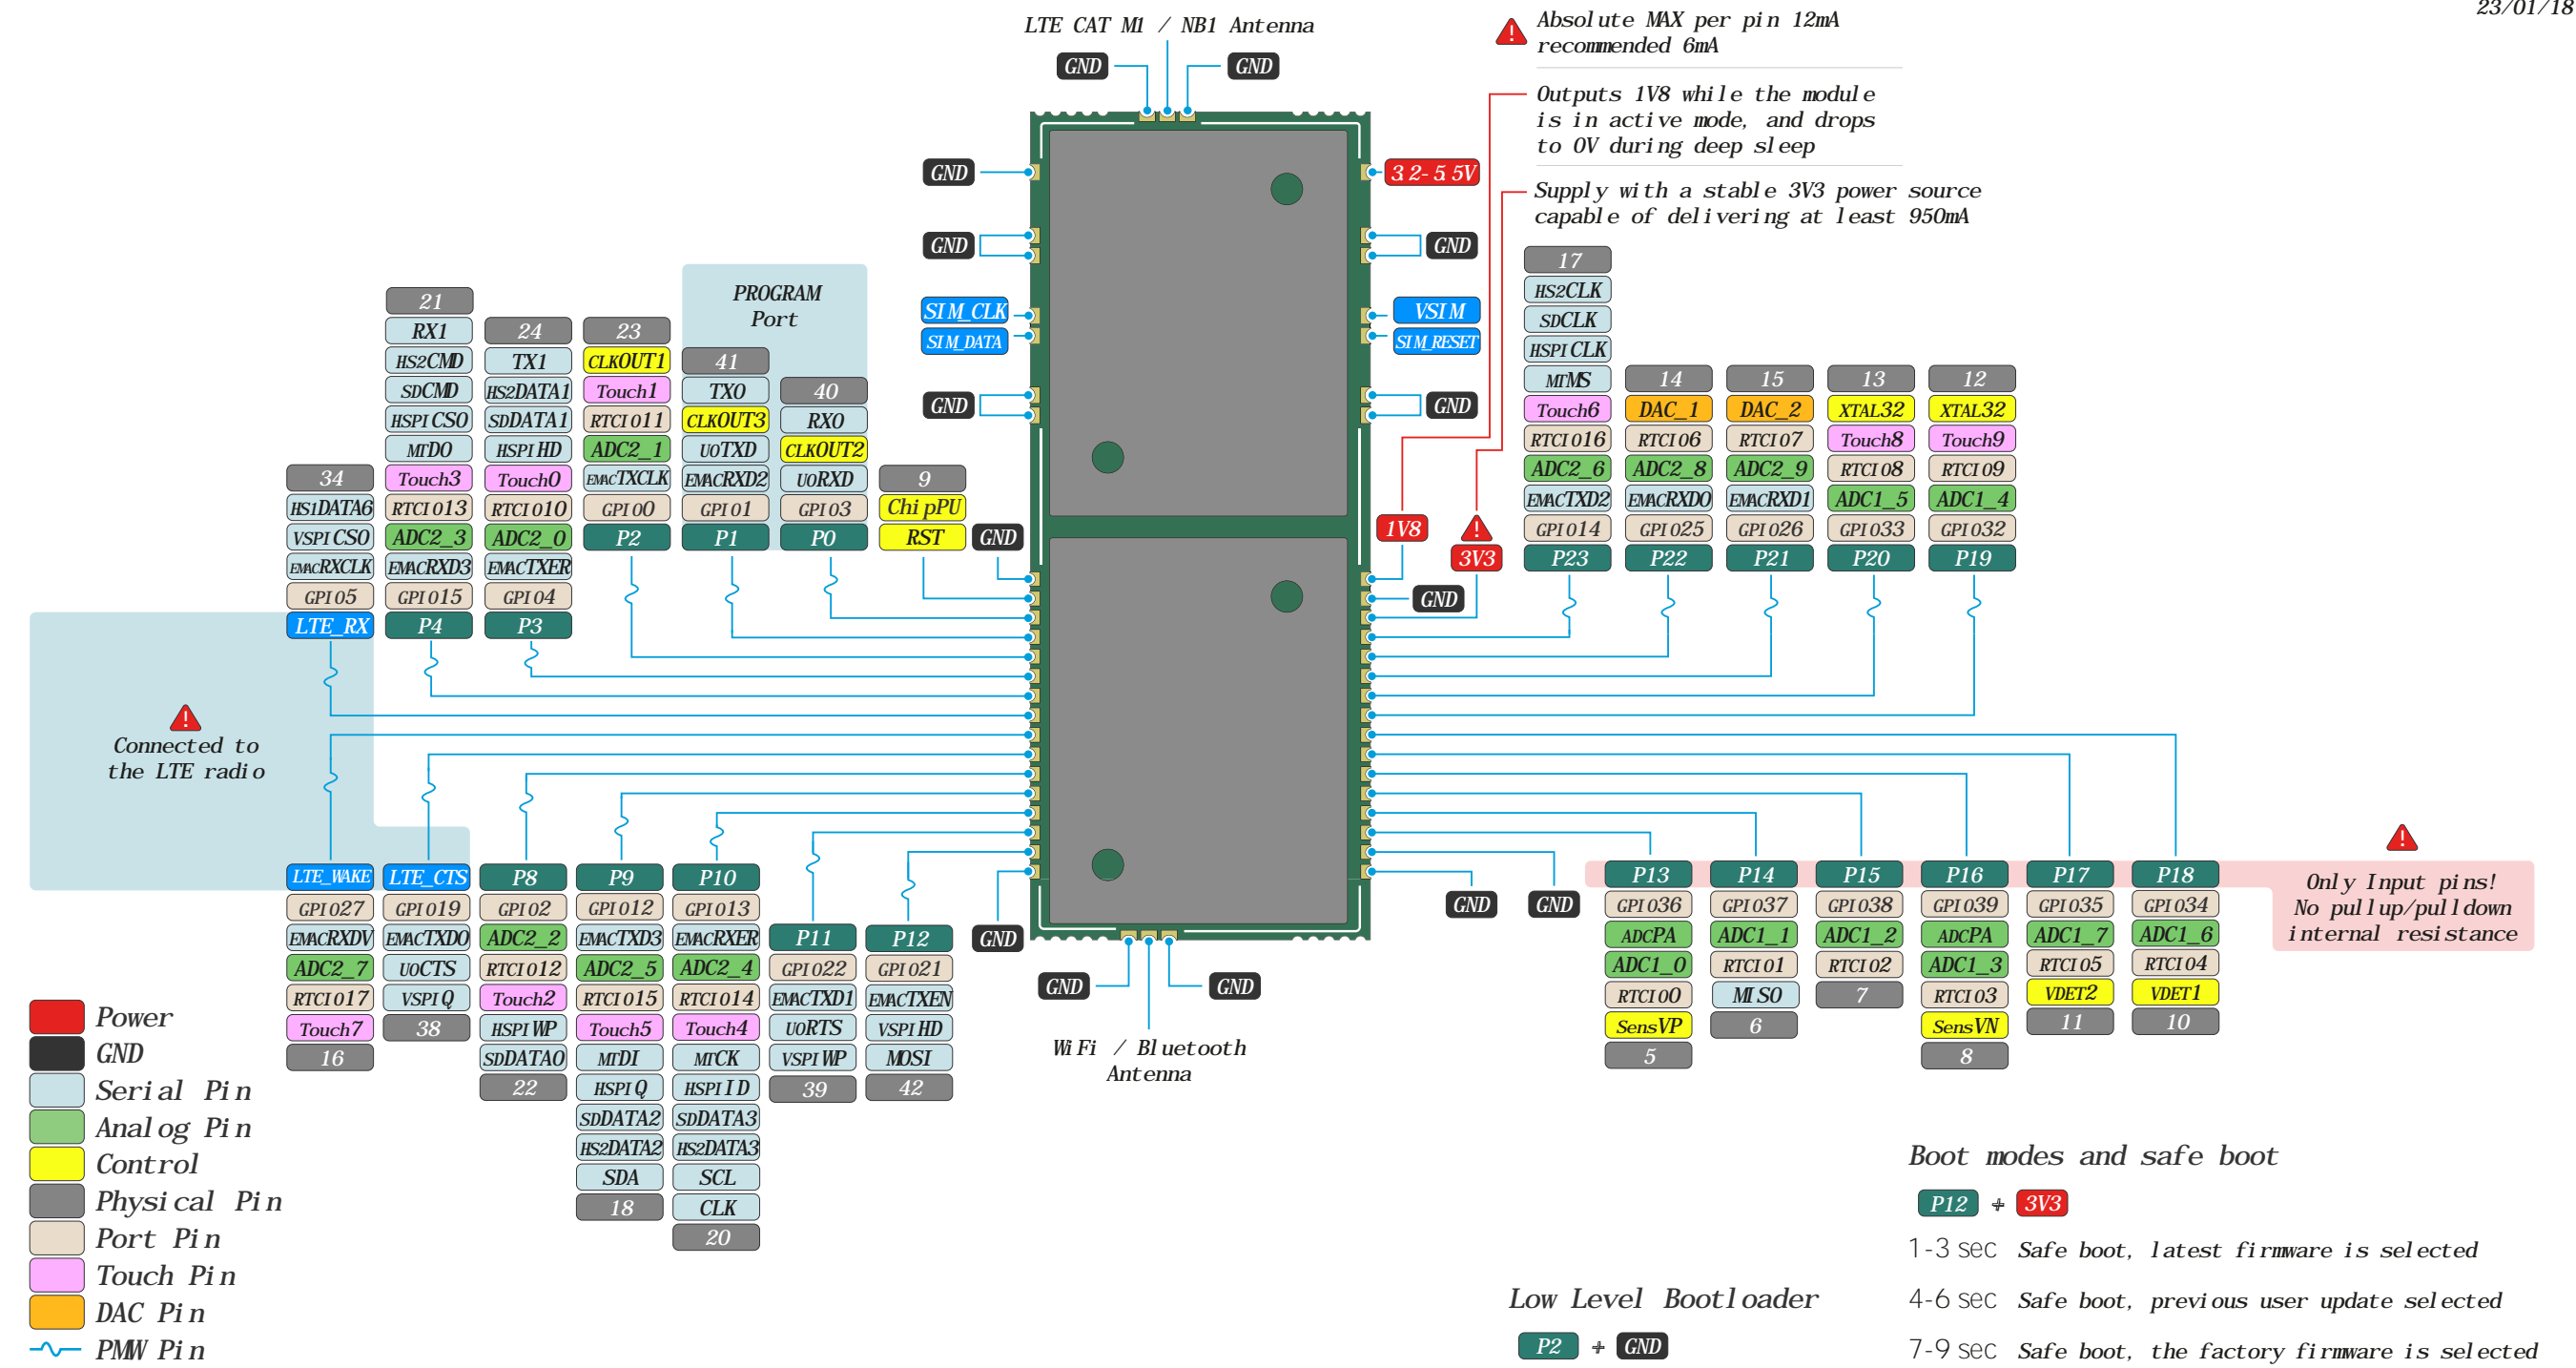 23/01/18
LTE CAT M1 / NB1 Antenna
GND
GND
Absolute MAX per pin 12mA
recommended 6mA
Outputs 1V8 while the module
is in active mode, and drops
to 0V during deep sleep
Supply with a stable 3V3 power source
capable of delivering at least 950mA
GND
3.2-5.5V
GND
GND
SIM_CLK
SIM_DATA
VSIM
SIM_RESET
GND
GND
PROGRAM
Port
34
HS1DATA6
VSPICS0
EMACRXCLK
GPIO5
LTE_RX
21
RX1
HS2CMD
SDCMD
HSPICS0
MTDO
Touch3
RTCIO13
ADC2_3
EMACRXD3
GPIO15
P4
24
TX1
HS2DATA1
SDDATA1
HSPIHD
Touch0
RTCIO10
ADC2_0
EMACTXER
GPIO4
P3
23
CLKOUT1
Touch1
RTCIO11
ADC2_1
EMACTXCLK
GPIO0
P2
41
TX0
CLKOUT3
U0TXD
EMACRXD2
GPIO1
P1
40
RX0
CLKOUT2
U0RXD
GPIO3
P0
9
ChipPU
RST
GND
1V8
3V3
GND
17
HS2CLK
SDCLK
HSPICLK
MTMS
Touch6
RTCIO16
ADC2_6
EMACTXD2
GPIO14
P23
14
DAC_1
RTCIO6
ADC2_8
EMACRXD0
GPIO25
P22
15
DAC_2
RTCIO7
ADC2_9
EMACRXD1
GPIO26
P21
13
XTAL32
Touch8
RTCIO8
ADC1_5
GPIO33
P20
12
XTAL32
Touch9
RTCIO9
ADC1_4
GPIO32
P19
Connected to
the LTE radio
LTE_WAKE
GPIO27
EMACRXDV
ADC2_7
RTCIO17
Touch7
16
LTE_CTS
GPIO19
EMACTXD0
U0CTS
VSPIQ
38
P8
GPIO2
ADC2_2
RTCIO12
Touch2
HSPIWP
SDDATA0
22
P9
GPIO12
EMACTXD3
ADC2_5
RTCIO15
Touch5
MTDI
HSPIQ
SDDATA2
HS2DATA2
SDA
18
P10
GPIO13
EMACRXER
ADC2_4
RTCIO14
Touch4
MTCK
HSPIID
SDDATA3
HS2DATA3
SCL
CLK
20
P11
GPIO22
EMACTXD1
U0RTS
VSPIWP
39
P12
GPIO21
EMACTXEN
VSPIHD
MOSI
42
GND
GND
GND
WiFi / Bluetooth
Antenna
GND
GND
P13
GPIO36
ADCPA
ADC1_0
RTCIO0
SensVP
5
P14
GPIO37
ADC1_1
RTCIO1
MISO
6
P15
GPIO38
ADC1_2
RTCIO2
7
P16
GPIO39
ADCPA
ADC1_3
RTCIO3
SensVN
8
P17
GPIO35
ADC1_7
RTCIO5
VDET2
11
P18
GPIO34
ADC1_6
RTCIO4
VDET1
10
Only Input pins!
No pullup/pulldown
internal resistance
Power
GND
Serial Pin
Analog Pin
Control
Physical Pin
Port Pin
Touch Pin
DAC Pin
PMW Pin
Low Level Bootloader
P2 + GND
Boot modes and safe boot
P12 + 3V3
1-3 sec Safe boot, latest firmware is selected
4-6 sec Safe boot, previous user update selected
7-9 sec Safe boot, the factory firmware is selected